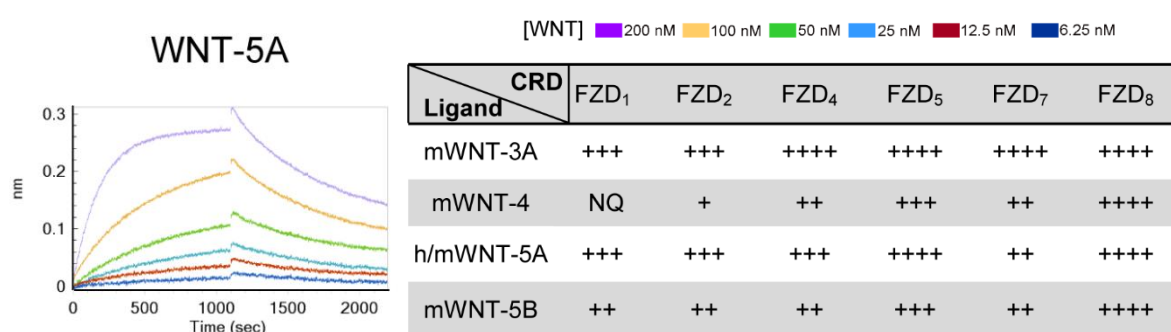 [WNT] 200 nM 100 nM 50 nM 25 nM 12.5 nM 6.25 nM
WNT-5A
0.3
0.2
0.1
0
nm
0 500 1000 1500 2000
Time (sec)
CRD
Ligand
FZD₁ FZD₂ FZD₄ FZD₅ FZD₇ FZD₈
mWNT-3A +++ +++ ++++ ++++ ++++ ++++
mWNT-4 NQ + ++ +++ ++ ++++
h/mWNT-5A +++ +++ +++ ++++ ++ ++++
mWNT-5B ++ ++ ++ +++ ++ ++++